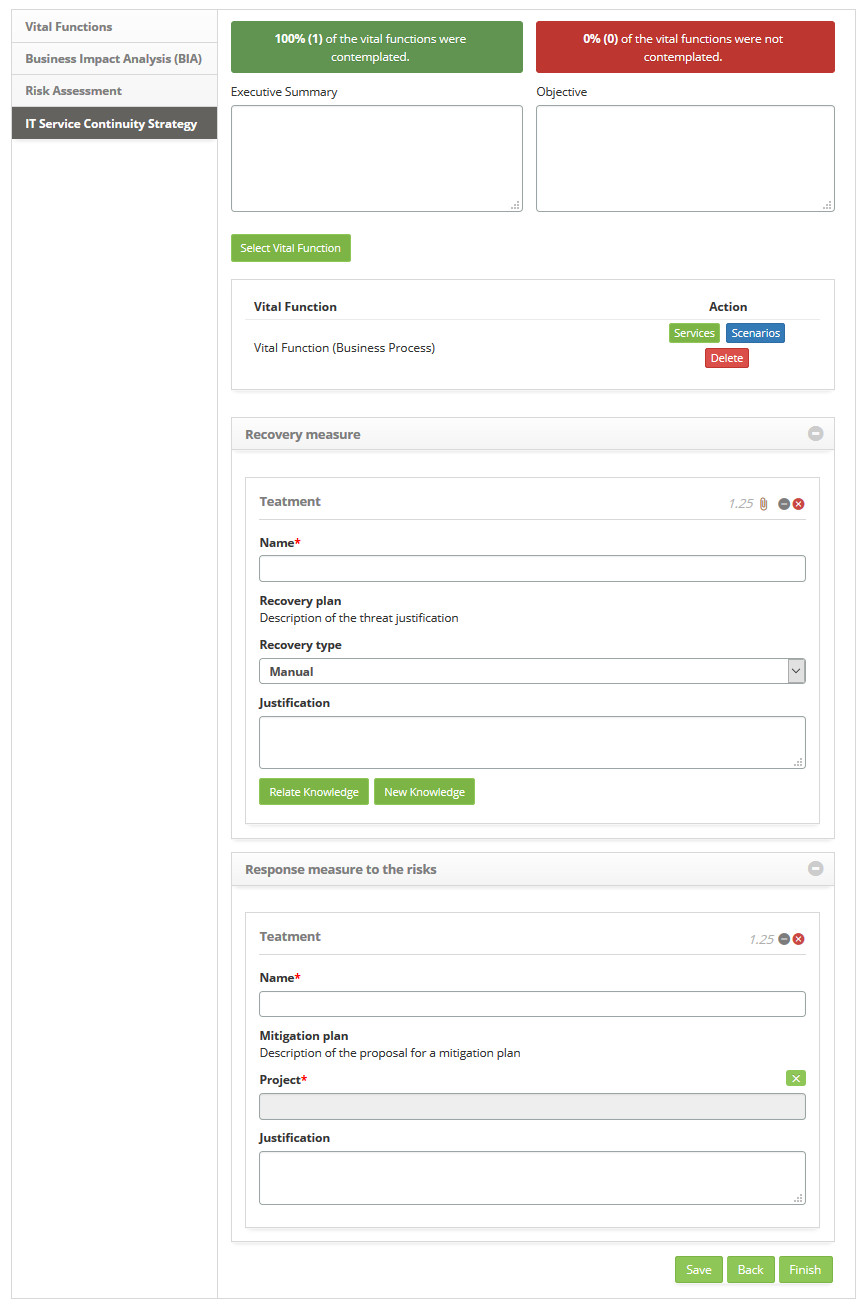 Vital Functions
Business Impact Analysis (BIA)
Risk Assessment
IT Service Continuity Strategy
100% (1) of the vital functions were
contemplated.
0% (0) of the vital functions were not
contemplated.
Executive Summary
Objective
Select Vital Function
Vital Function Action
Vital Function (Business Process)
Services Scenarios
Delete
Recovery measure
Teatment 1.25
Name*
Recovery plan
Description of the threat justification
Recovery type
Manual
Justification
Relate Knowledge New Knowledge
Response measure to the risks
Teatment 1.25
Name*
Mitigation plan
Description of the proposal for a mitigation plan
Project*
Justification
Save Back Finish